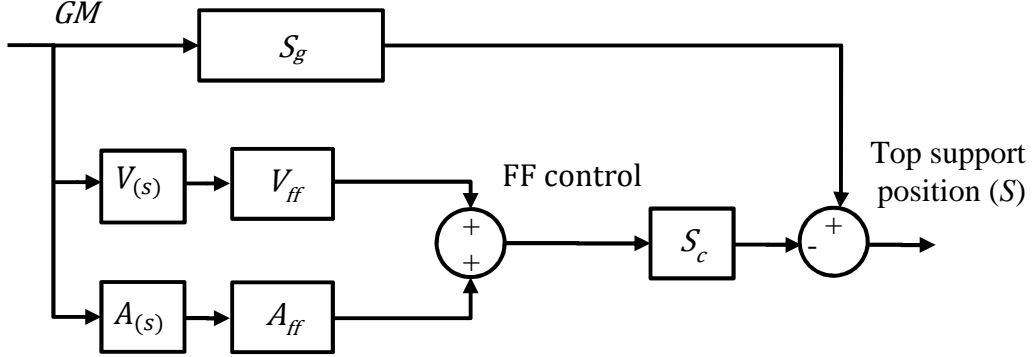 GM
S_g
V_(s)
V_ff
FF control
Top support
position (S)
+
+
S_c
-
+
A_(s)
A_ff